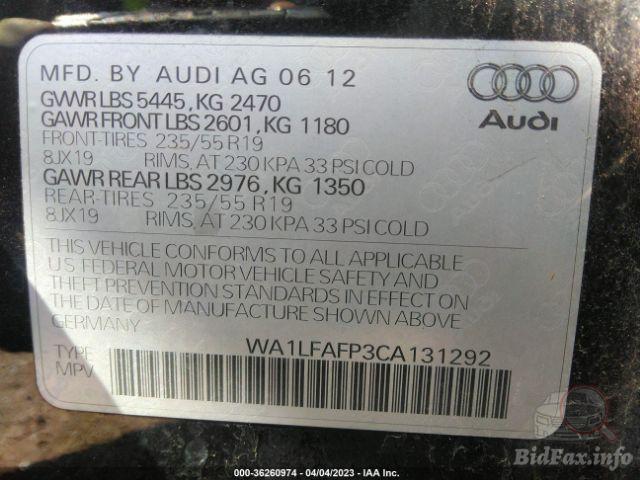 MFD. BY AUDI AG 06 12
GVWR LBS 5445, KG 2470
GAWR FRONT LBS 2601, KG 1180
FRONT-TIRES 235/55 R19
8JX19 RIMS, AT 230 KPA 33 PSI COLD
GAWR REAR LBS 2976, KG 1350
REAR-TIRES 235/55 R19
8JX19 RIMS, AT 230 KPA 33 PSI COLD
Audi
THIS VEHICLE CONFORMS TO ALL APPLICABLE
U S FEDERAL MOTOR VEHICLE SAFETY AND
THEFT PREVENTION STANDARDS IN EFFECT ON
THE DATE OF MANUFACTURE SHOWN ABOVE
GERMANY
Audi
TYPE WA1LFAFP3CA131292
MPV
000-36260974 - 04/04/2023 - IAA Inc.
BidFax.info